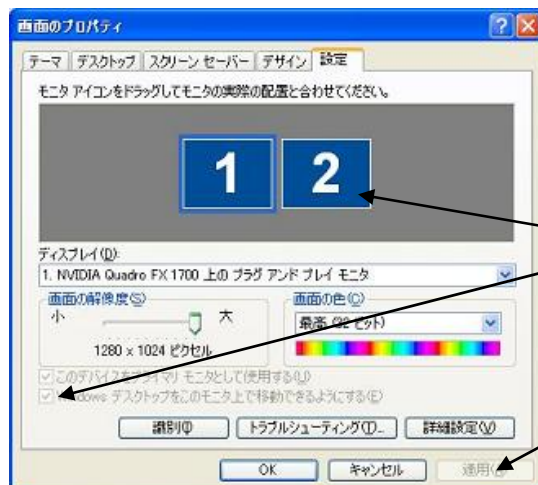 画面のプロパティ
テーマ デスクトップ スクリーン セーバー デザイン 設定
モニタ アイコンをドラッグしてモニタの実際の配置と合わせてください。
1 2
ディスプレイ(D):
1. NVIDIA Quadro FX 1700 上の プラグ アンド プレイ モニタ
画面の解像度(S)
小 大
1280 x 1024 ピクセル
画面の色(C)
最高 (32 ビット)
このデバイスをプライマリ モニタとして使用する(U)
Windows デスクトップをこのモニタ上で移動できるようにする(E)
識別(I) トラブルシューティング(T)... 詳細設定(V)
OK キャンセル 適用(A)